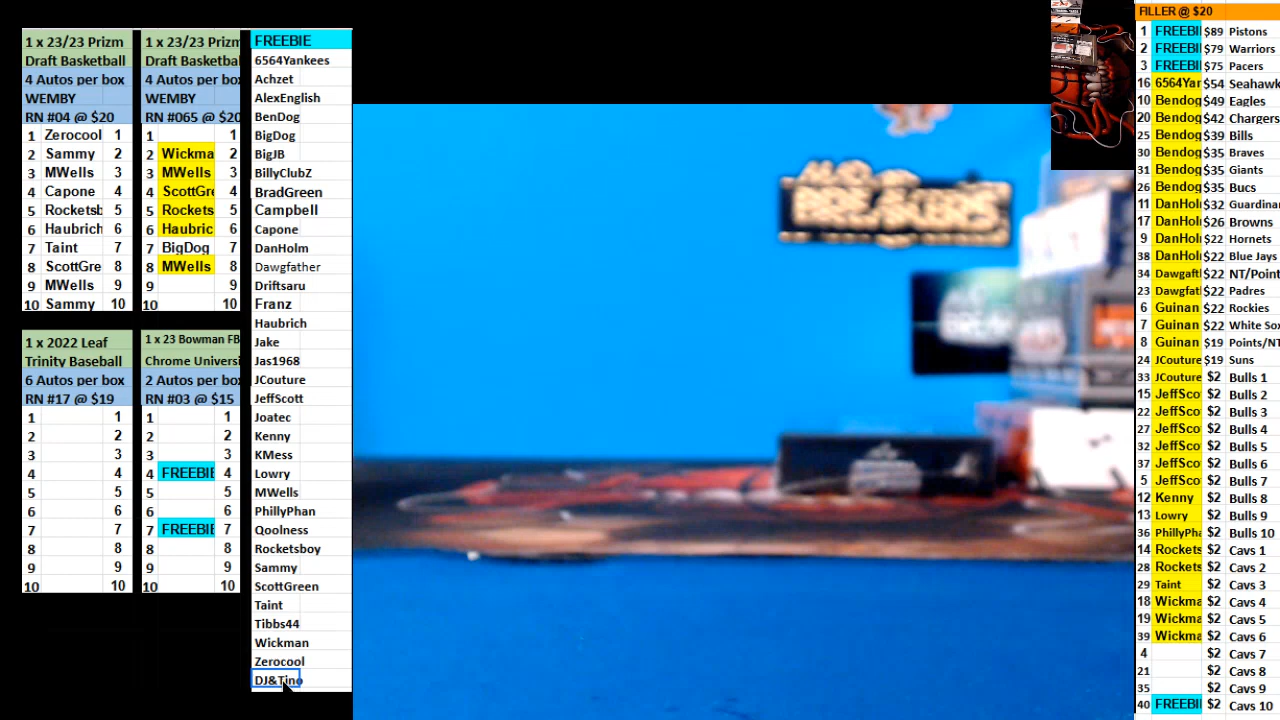 1 x 23/23 Prizm
Draft Basketball
4 Autos per box
WEMBY
RN #04 @ $20
1 Zerocool 1
2 Sammy 2
3 MWells 3
4 Capone 4
5 Rocketsb 5
6 Haubrich 6
7 Taint 7
8 ScottGre 8
9 MWells 9
10 Sammy 10
1 x 23/23 Prizm
Draft Basketba
4 Autos per box
WEMBY
RN #065 @ $20
1 1
2 Wickma 2
3 MWells 3
4 ScottGre 4
5 Rockets 5
6 Haubric 6
7 BigDog 7
8 MWells 8
9
10 10
1 x 2022 Leaf
Trinity Baseball
6 Autos per box
RN #17 @ $19
1 1
2 2
3 3
4 4
5 5
6 6
7 7
8 8
9 9
10 10
1 x 23 Bowman FB
Chrome Universi
2 Autos per box
RN #03 @ $15
1 1
2 2
3 3
4 FREEBIE 4
5 5
6 6
7 FREEBIE 7
8 8
9 9
10 10
FREEBIE
6564Yankees
Achzet
AlexEnglish
BenDog
BigDog
BigJB
BillyClubZ
BradGreen
Campbell
Capone
DanHolm
Dawgfather
Driftsaru
Franz
Haubrich
Jake
Jas1968
JCouture
JeffScott
Joatec
Kenny
KMess
Lowry
MWells
PhillyPhan
Qoolness
Rocketsboy
Sammy
ScottGreen
Taint
Tibbs44
Wickman
Zerocool
DJ&Tino
BREAKERS
FILLER @ $20
1 FREEBI $89 Pistons
2 FREEBI $79 Warriors
3 FREEBI $75 Pacers
16 6564Yar $54 Seahawk
10 Bendog $49 Eagles
20 Bendog $42 Chargers
25 Bendog $39 Bills
30 Bendog $35 Braves
31 Bendog $35 Giants
26 Bendog $35 Bucs
11 DanHol $32 Guardinar
17 DanHol $26 Browns
9 DanHol $22 Hornets
38 DanHol $22 Blue Jays
34 Dawgaft $22 NT/Point
23 Dawgfat $22 Padres
6 Guinan $22 Rockies
7 Guinan $22 White Sox
8 Guinan $19 Points/NT
24 JCouture $19 Suns
33 JCouture $2 Bulls 1
15 JeffSco $2 Bulls 2
22 JeffSco $2 Bulls 3
27 JeffSco $2 Bulls 4
32 JeffSco $2 Bulls 5
37 JeffSco $2 Bulls 6
5 JeffSco $2 Bulls 7
12 Kenny $2 Bulls 8
13 Lowry $2 Bulls 9
36 PhillyPha $2 Bulls 10
14 Rockets $2 Cavs 1
28 Rockets $2 Cavs 2
29 Taint $2 Cavs 3
18 Wickma $2 Cavs 4
19 Wickma $2 Cavs 5
39 Wickma $2 Cavs 6
4 $2 Cavs 7
21 $2 Cavs 8
35 $2 Cavs 9
40 FREEBI $2 Cavs 10